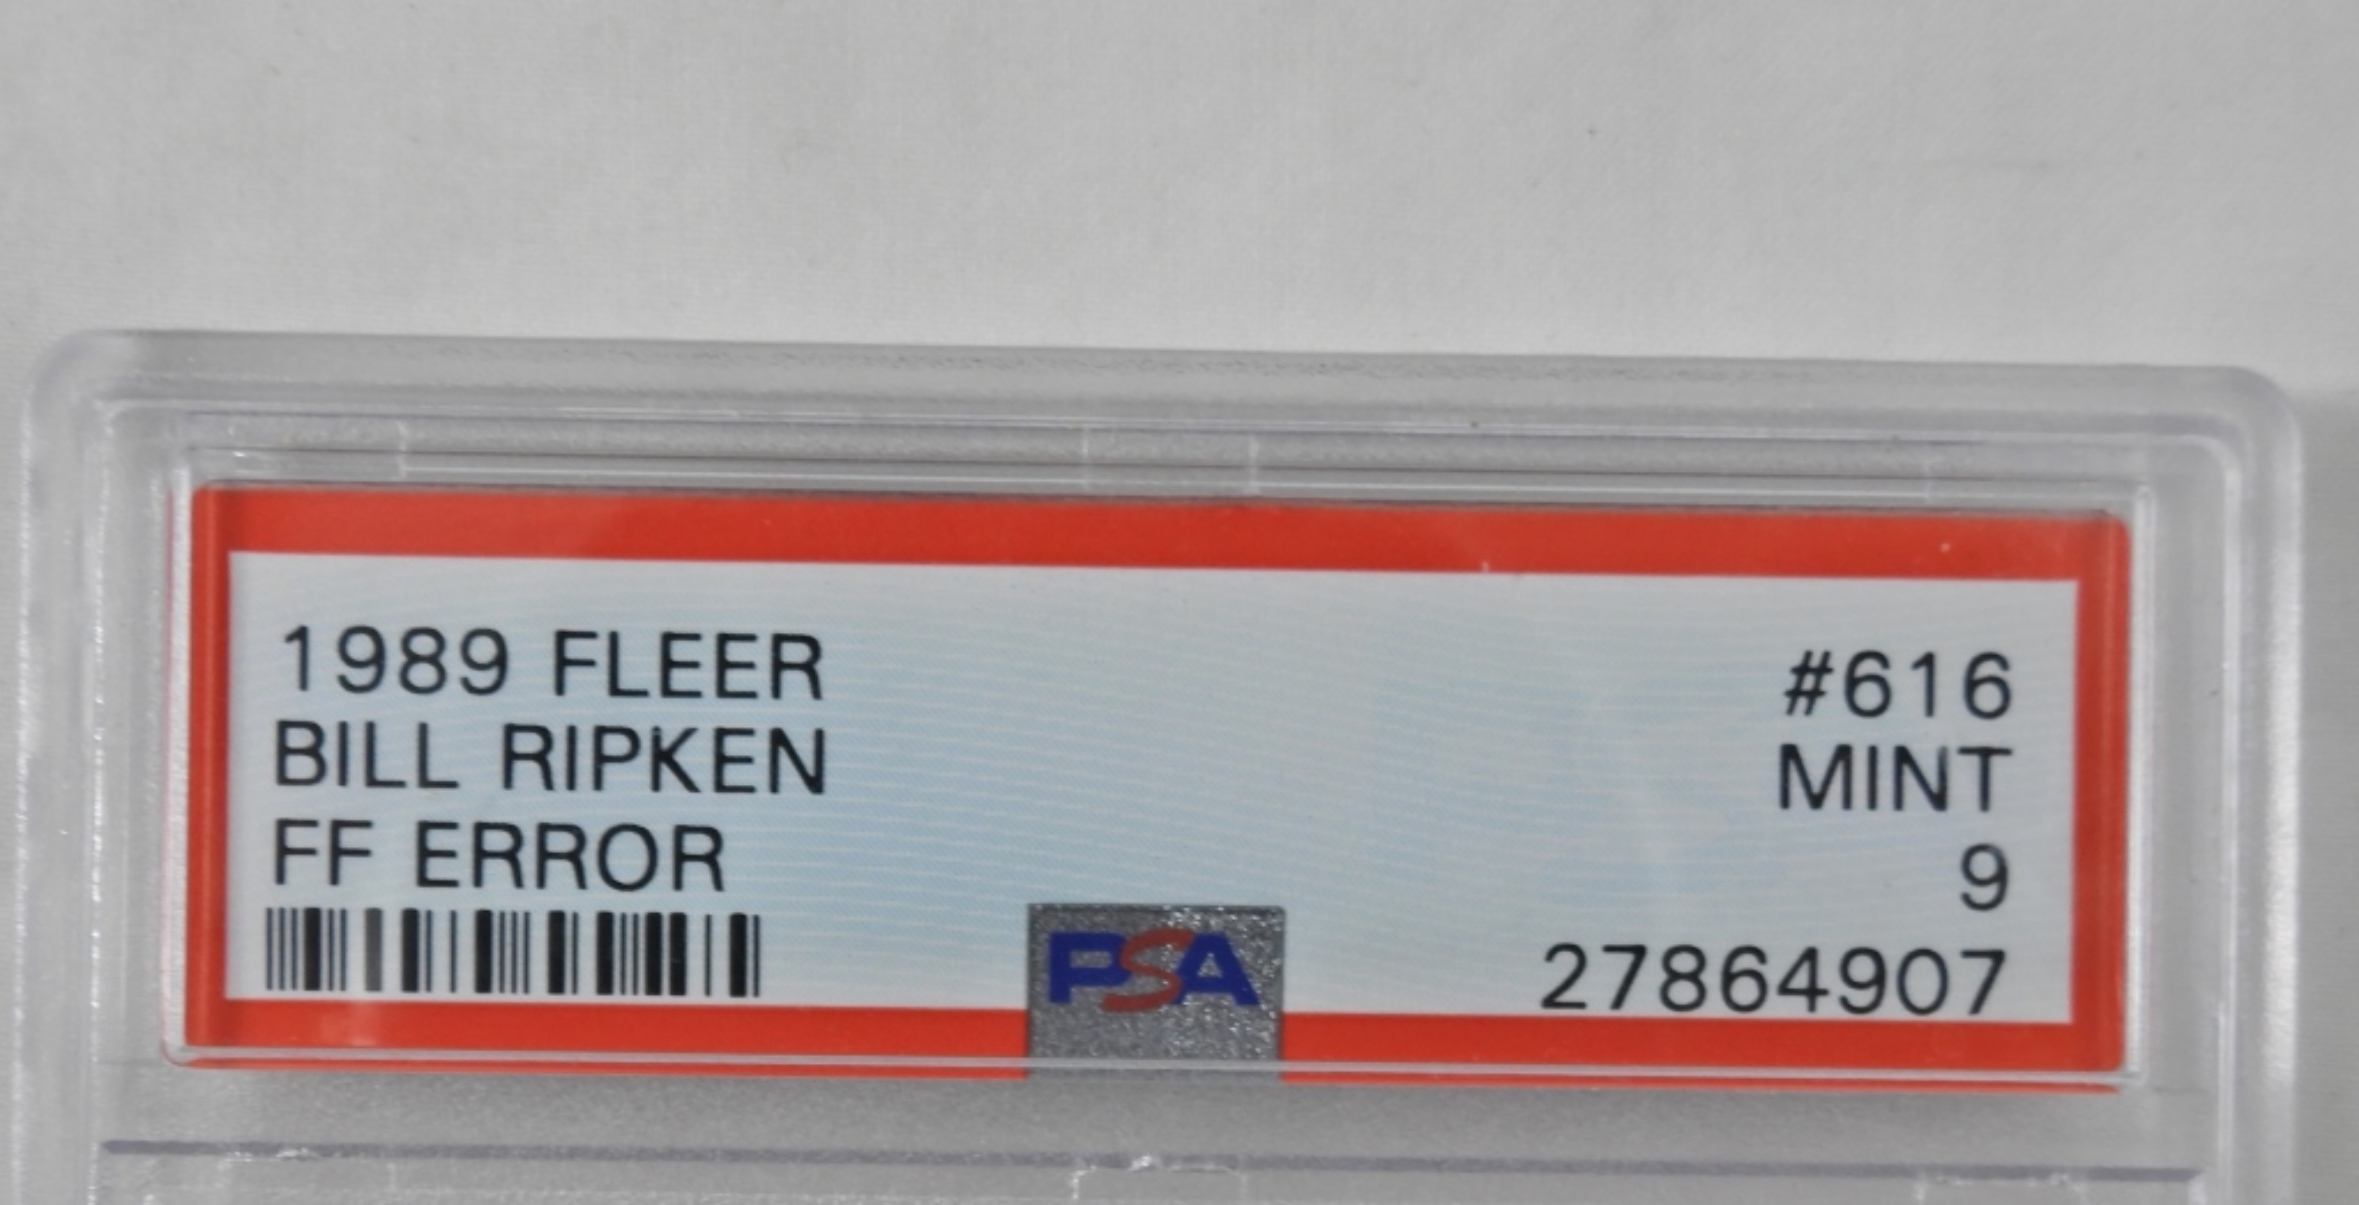 1989 FLEER #616
BILL RIPKEN MINT
FF ERROR 9
PSA 27864907